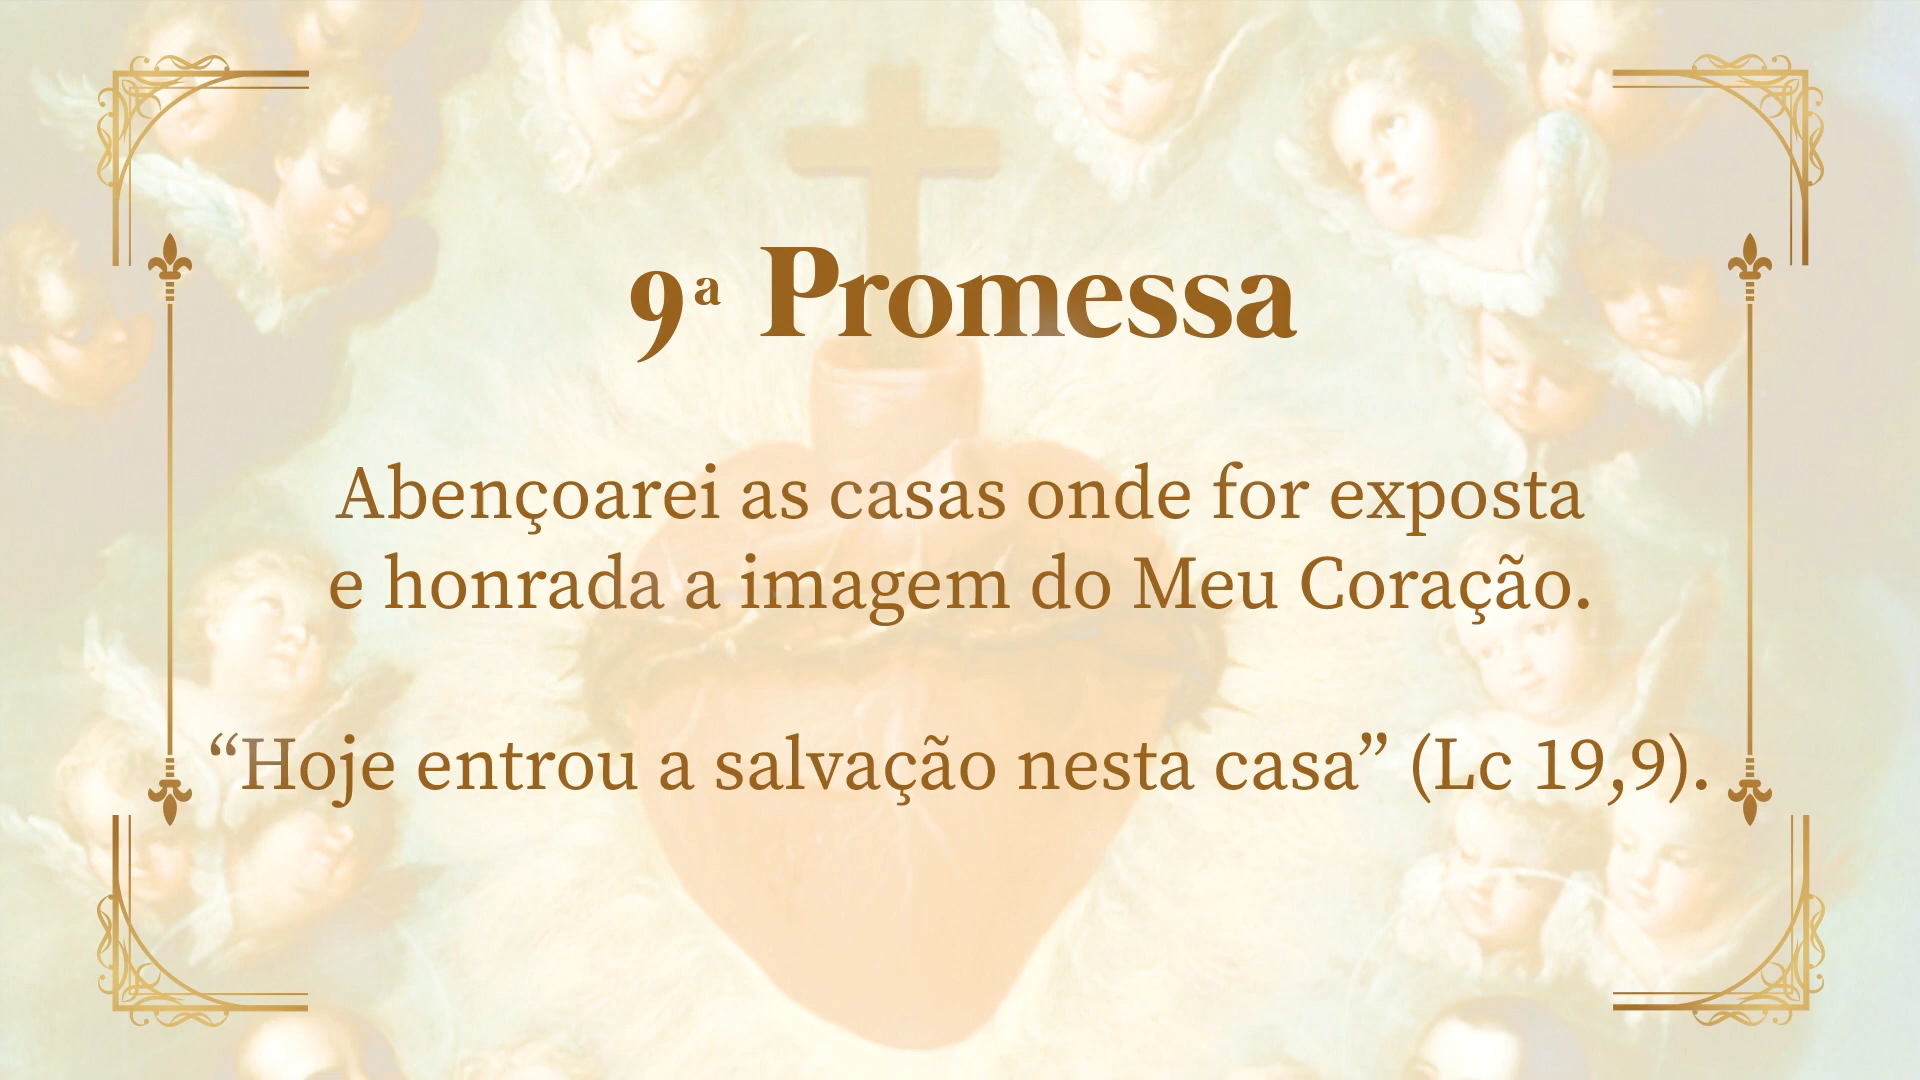 9ª Promessa
Abençoarei as casas onde for exposta
e honrada a imagem do Meu Coração.
“Hoje entrou a salvação nesta casa” (Lc 19,9).